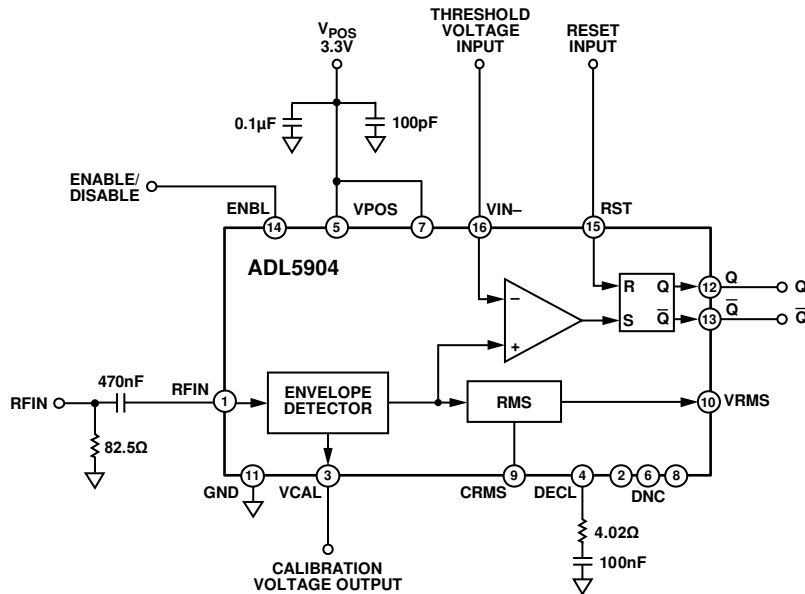 VPOS
3.3V
THRESHOLD
VOLTAGE
INPUT
RESET
INPUT
0.1µF
100pF
ENABLE/
DISABLE
ENBL
VPOS
VIN–
RST
14
5
7
16
15
ADL5904
R
Q
12
Q
Q
–
S
Q̅
13
Q̅
Q̅
+
470nF
RFIN
RFIN
1
ENVELOPE
DETECTOR
RMS
10
VRMS
82.5Ω
11
3
9
4
2
6
8
GND
VCAL
CRMS
DECL
DNC
4.02Ω
100nF
CALIBRATION
VOLTAGE OUTPUT